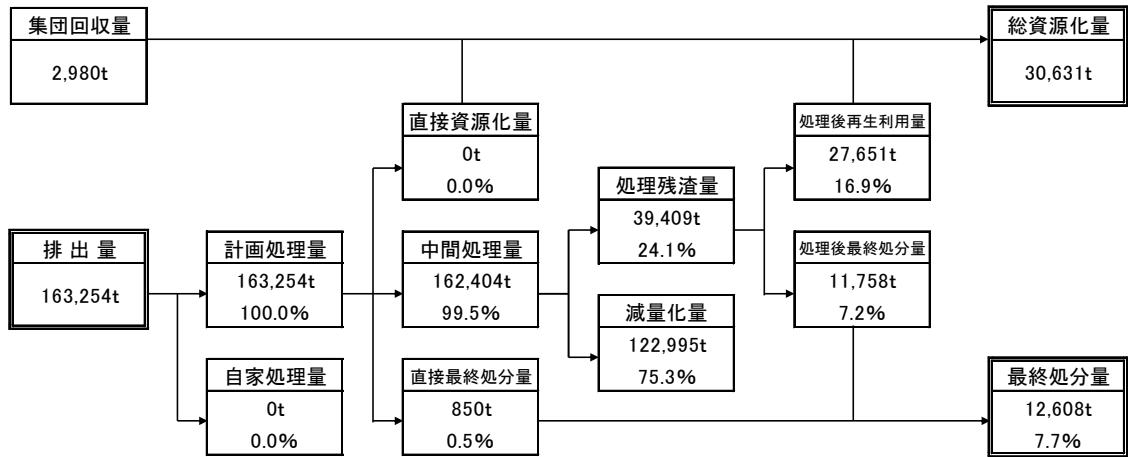 集団回収量
2,980t
総資源化量
30,631t
直接資源化量
0t
0.0%
処理後再生利用量
27,651t
16.9%
処理残渣量
39,409t
24.1%
排 出 量
163,254t
計画処理量
163,254t
100.0%
中間処理量
162,404t
99.5%
処理後最終処分量
11,758t
7.2%
減量化量
122,995t
75.3%
自家処理量
0t
0.0%
直接最終処分量
850t
0.5%
最終処分量
12,608t
7.7%